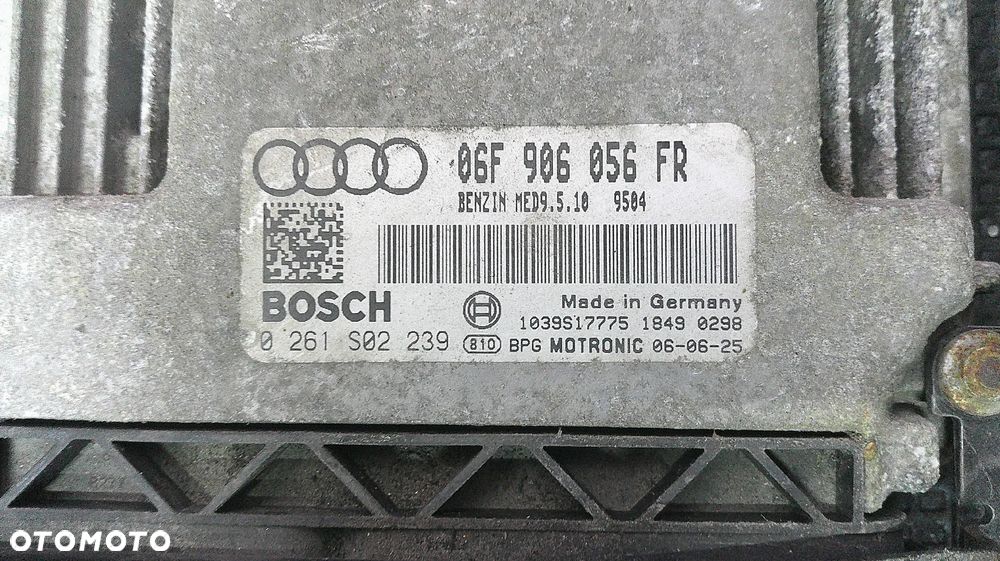 06F 906 056 FR
BENZIN MED9.5.10 9504
BOSCH
Made in Germany
1039S17775 1849 0298
0 261 S02 239 810 BPG MOTRONIC 06-06-25
OTOMOTO